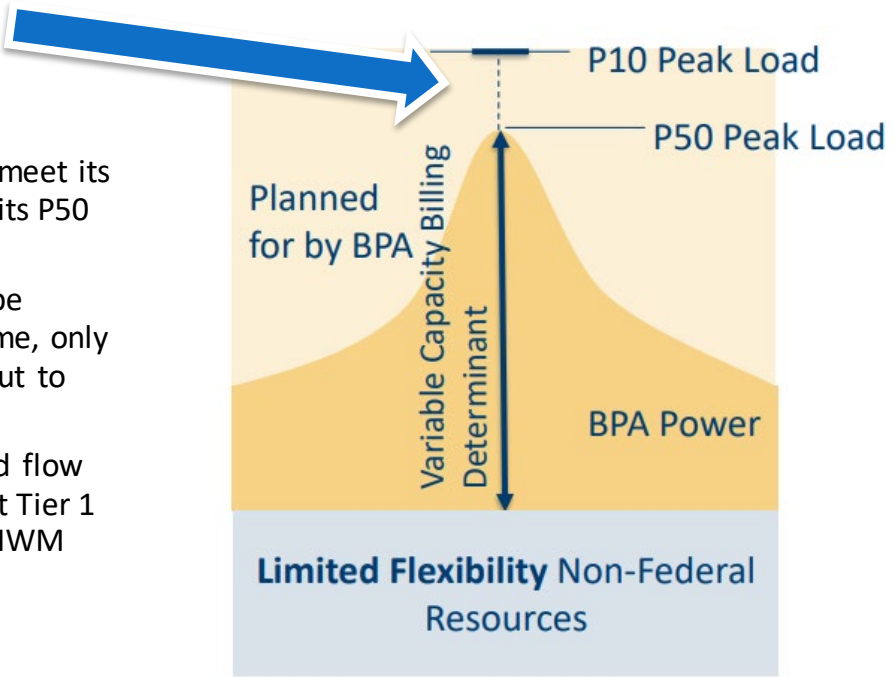 meet its
its P50
be
me, only
ut to
d flow
t Tier 1
HWM
P10 Peak Load
P50 Peak Load
Planned
for by BPA
Variable Capacity Billing
Determinant
BPA Power
Limited Flexibility Non-Federal
Resources